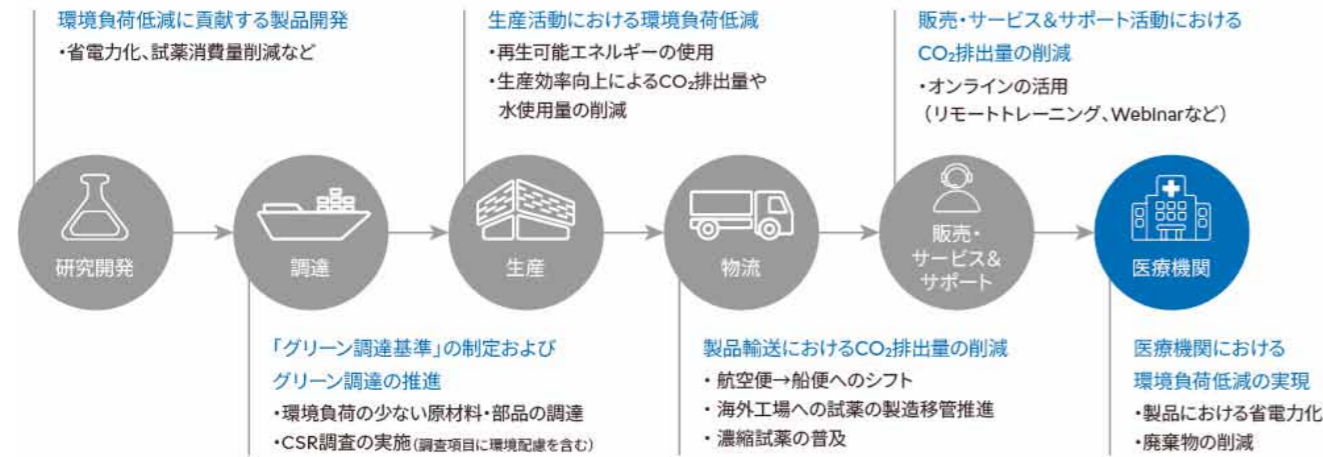 環境負荷低減に貢献する製品開発
・省電力化、試薬消費量削減など
生産活動における環境負荷低減
・再生可能エネルギーの使用
・生産効率向上によるCO₂排出量や
水使用量の削減
販売・サービス&サポート活動における
CO₂排出量の削減
・オンラインの活用
（リモートトレーニング、Webinarなど）
研究開発
調達
生産
物流
販売・
サービス&
サポート
医療機関
「グリーン調達基準」の制定および
グリーン調達の推進
・環境負荷の少ない原材料・部品の調達
・CSR調査の実施（調査項目に環境配慮を含む）
製品輸送におけるCO₂排出量の削減
・航空便→船便へのシフト
・海外工場への試薬の製造移管推進
・濃縮試薬の普及
医療機関における
環境負荷低減の実現
・製品における省電力化
・廃棄物の削減